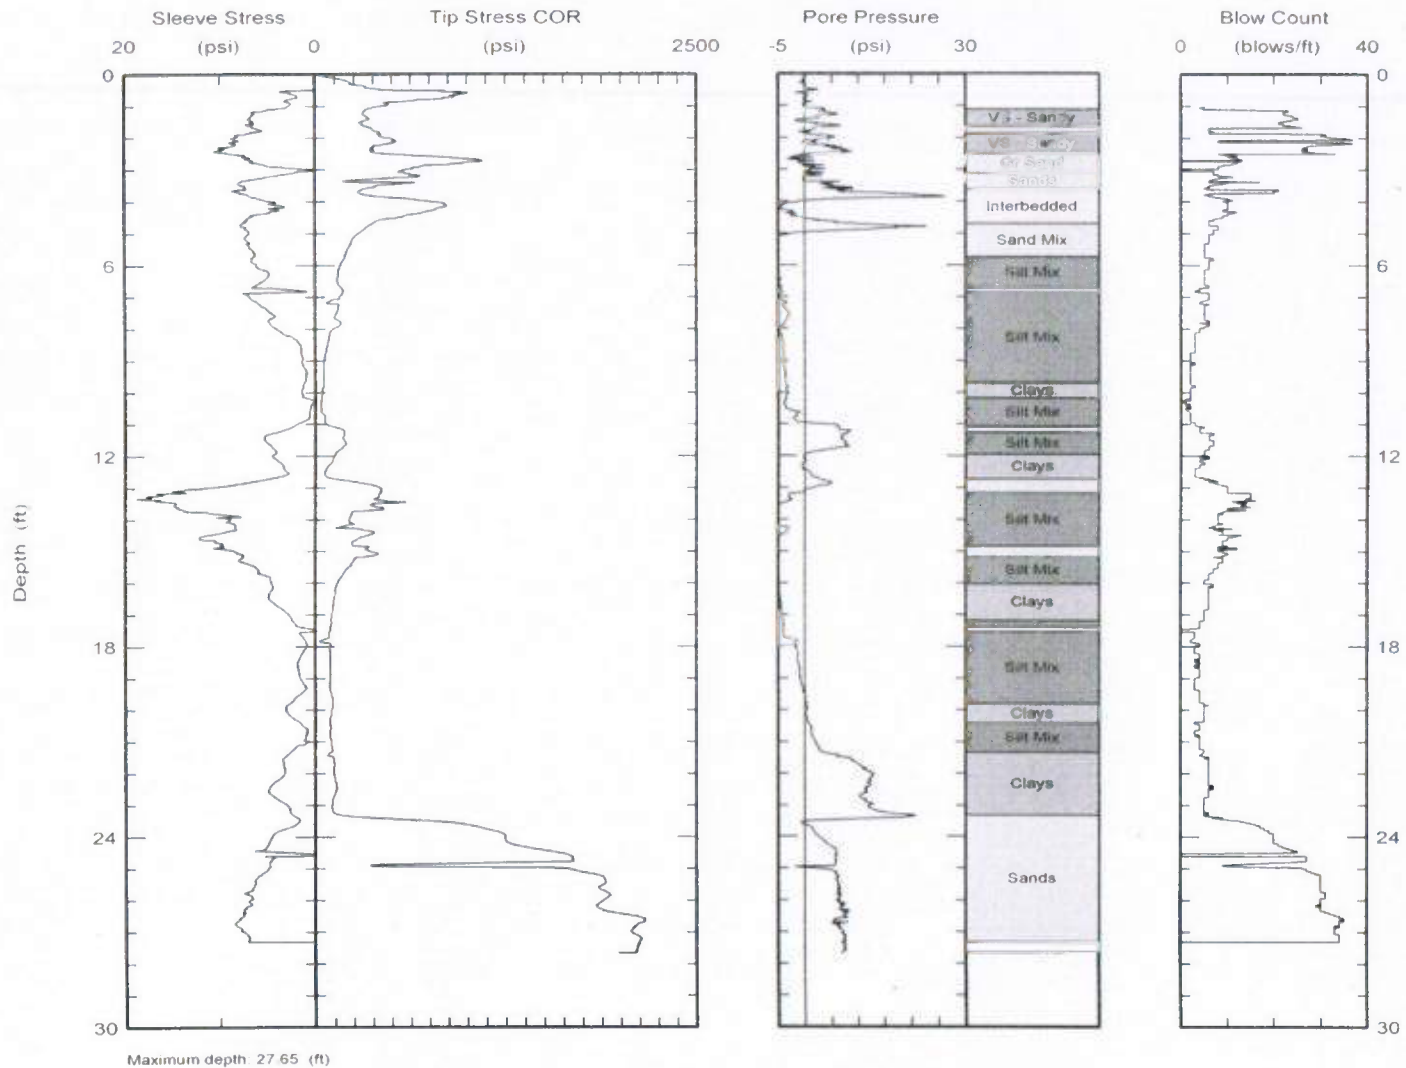 Sleeve Stress Tip Stress COR Pore Pressure Blow Count
20 (psi) 0 (psi) 2500 -5 (psi) 30 0 (blows/ft) 40
0 0
- Sandy
VS - Sandy
Sand
Sands
Interbedded
Sand Mix
6 6
Silt Mix
Silt Mix
Clays
Silt Mix
Silt Mix
12 12
Clays
Silt Mix
Depth (ft)
Silt Mix
Clays
18 18
Silt Mix
Clays
Silt Mix
Clays
24 24
Sands
30 30
Maximum depth: 27.65 (ft)